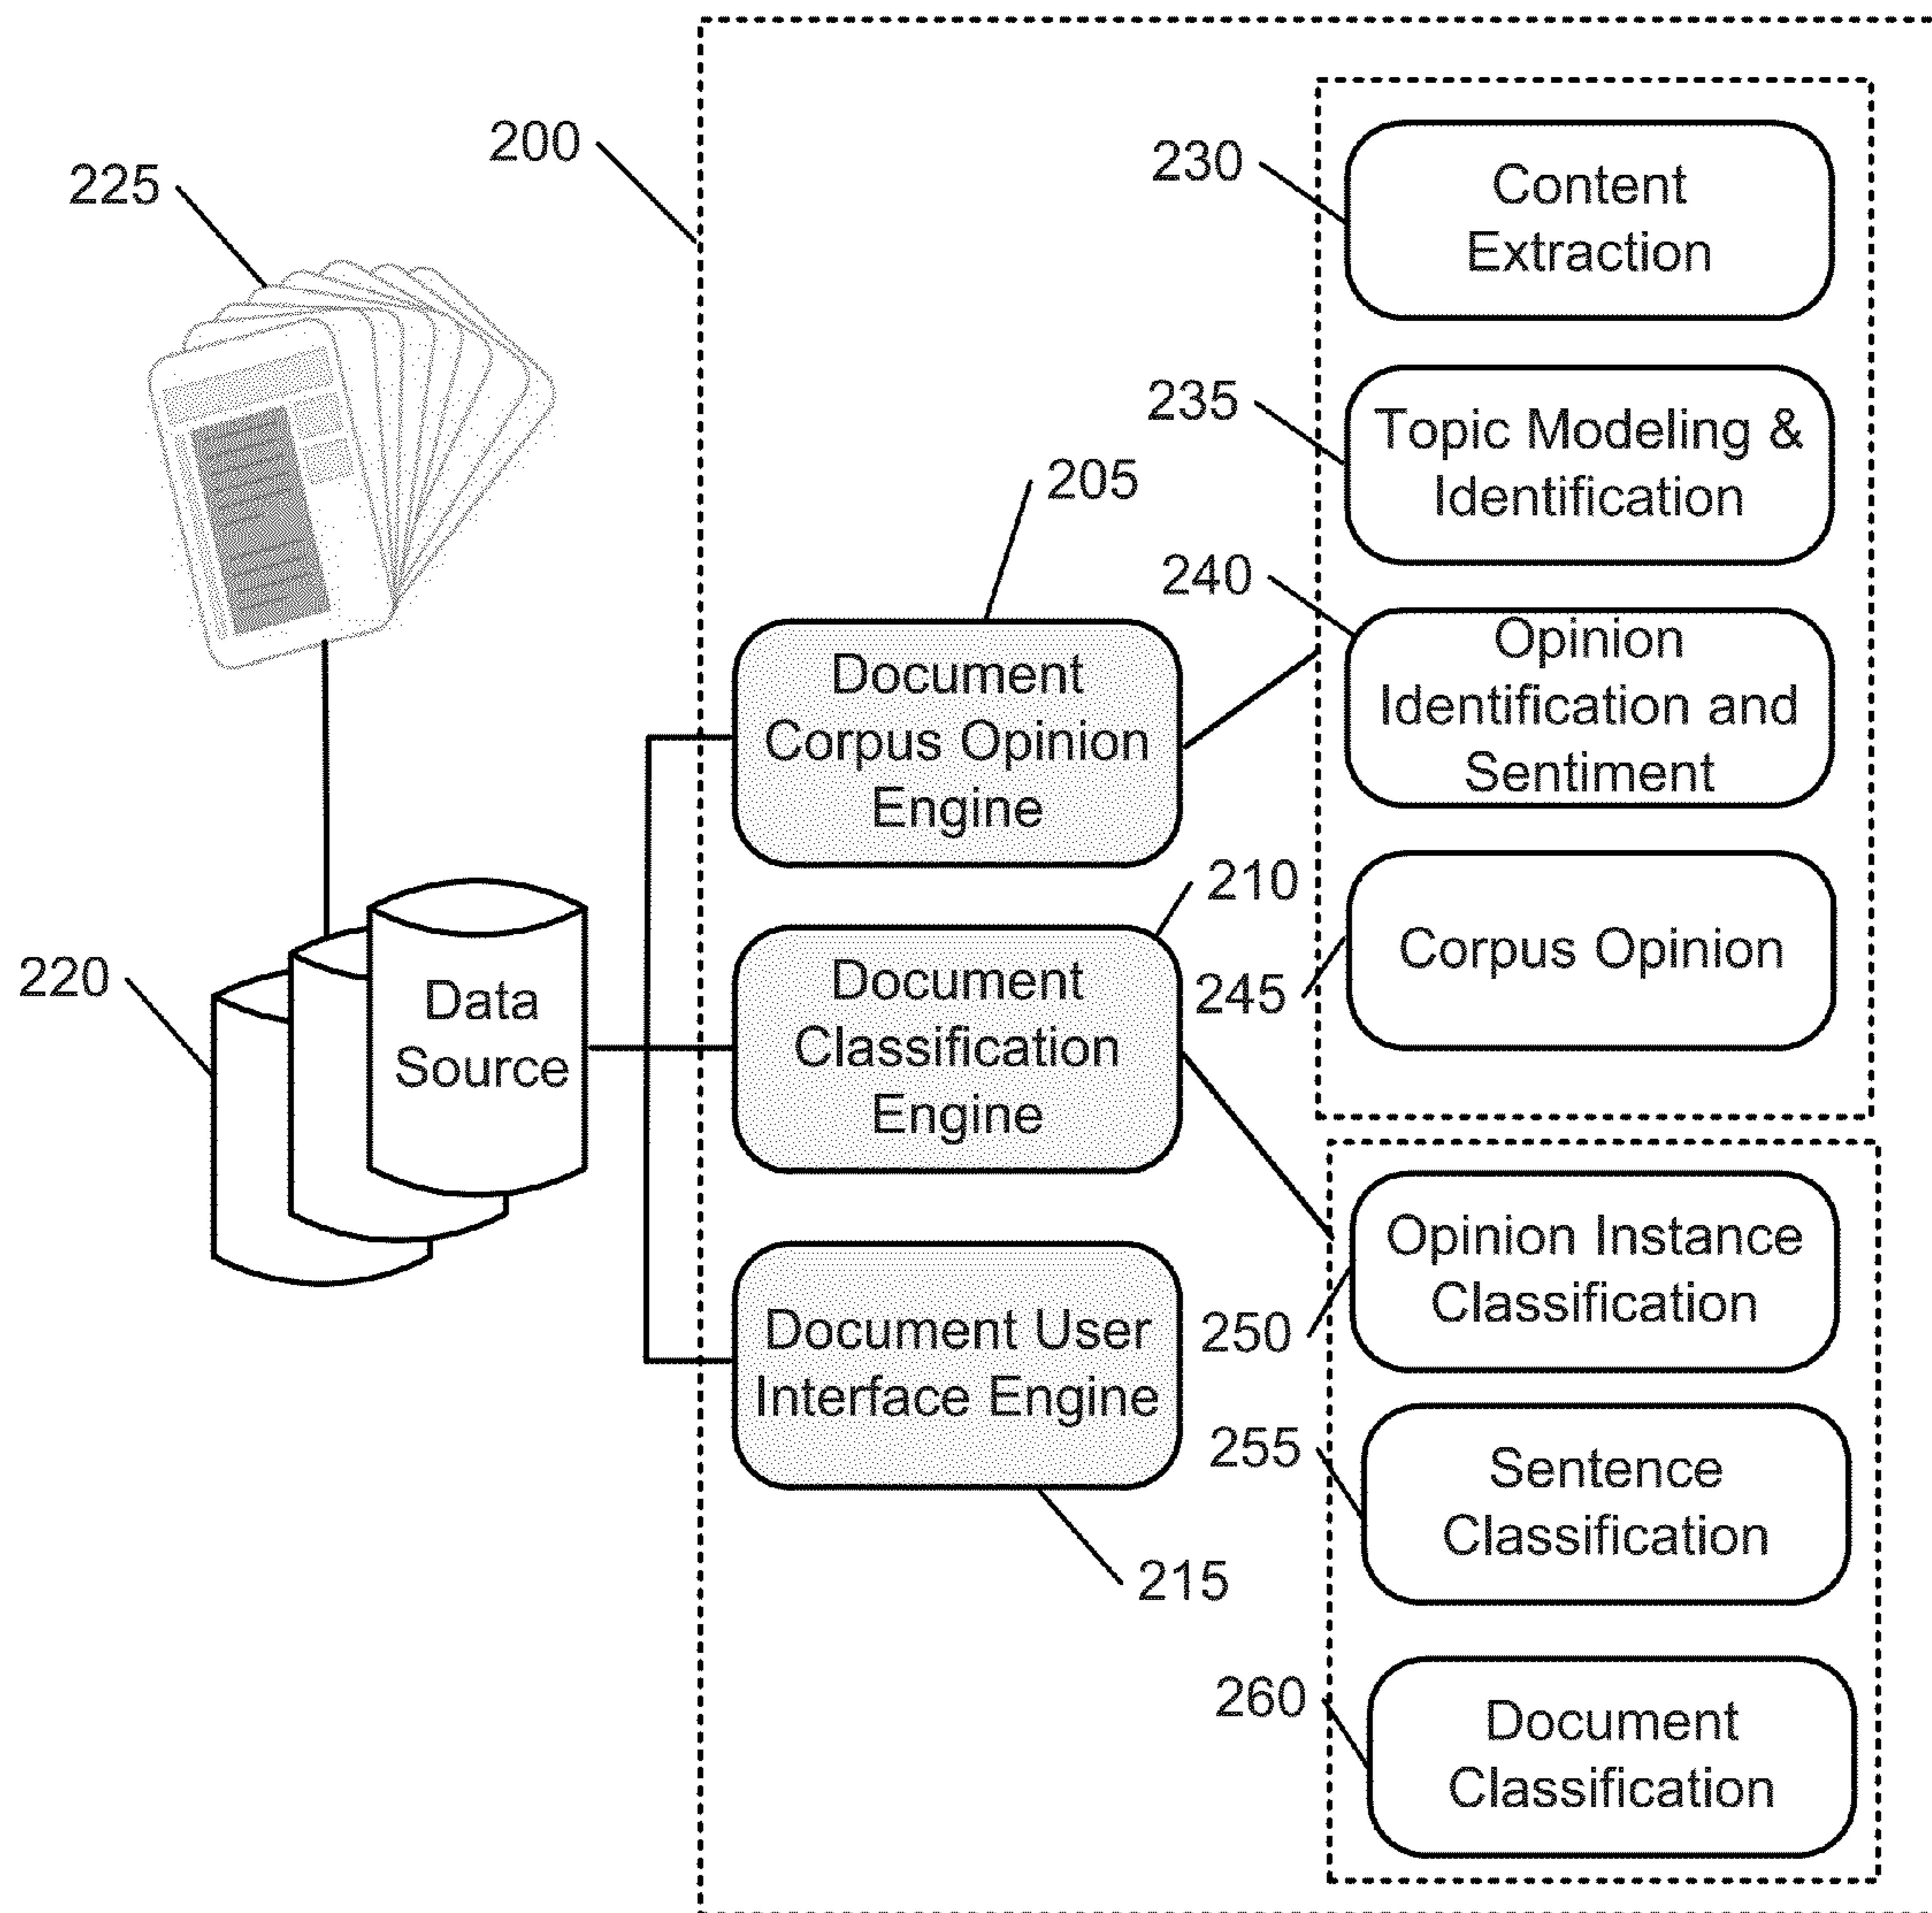 200
225
230
Content
Extraction
235
Topic Modeling &
Identification
205
240
Opinion
Identification and
Sentiment
Document
Corpus Opinion
Engine
210
245
Corpus Opinion
220
Data
Source
Document
Classification
Engine
250
Opinion Instance
Classification
Document User
Interface Engine
215
255
Sentence
Classification
260
Document
Classification